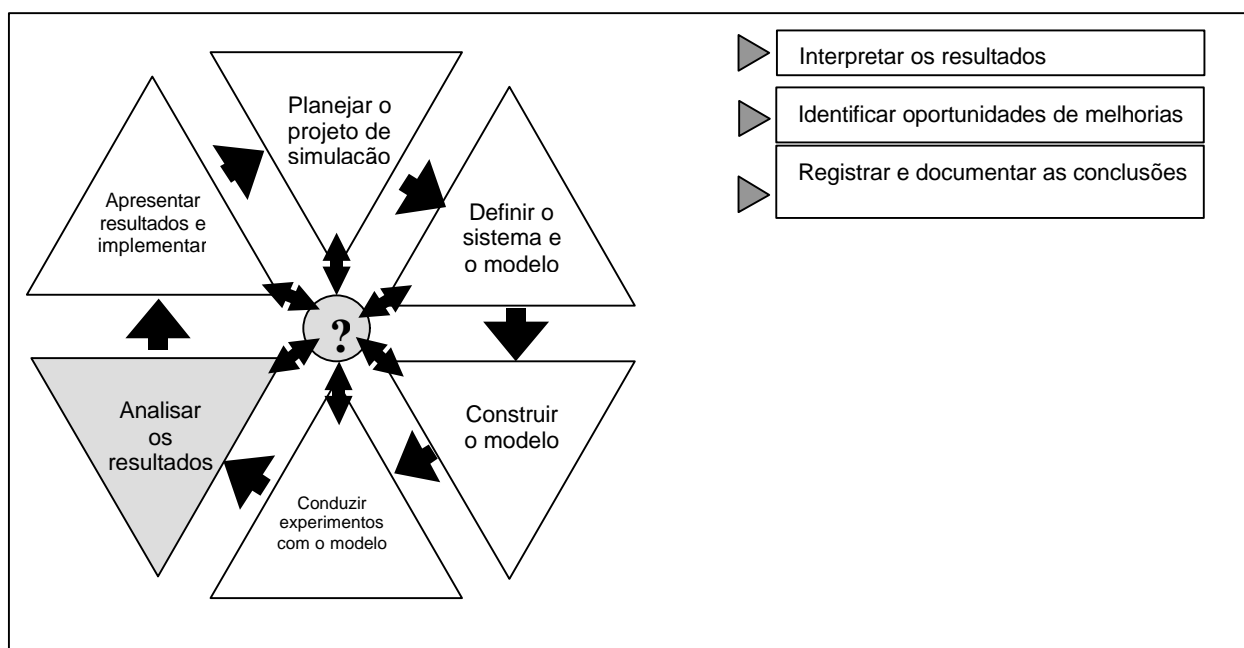 Planejar o
projeto de
simulacão
Definir o
sistema e
o modelo
Construir
o modelo
Conduzir
experimentos
com o modelo
Analisar
os
resultados
Apresentar
resultados e
implementar
?
Interpretar os resultados
Identificar oportunidades de melhorias
Registrar e documentar as conclusões